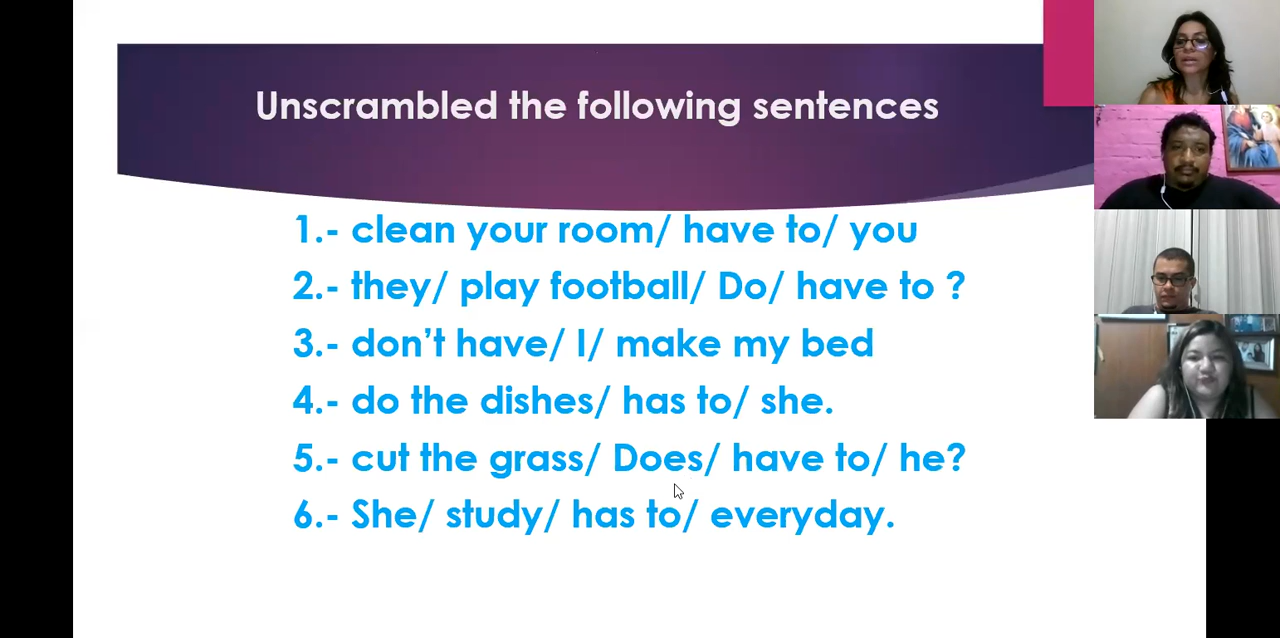 Unscrambled the following sentences
1.- clean your room/ have to/ you
2.- they/ play football/ Do/ have to ?
3.- don’t have/ I/ make my bed
4.- do the dishes/ has to/ she.
5.- cut the grass/ Does/ have to/ he?
6.- She/ study/ has to/ everyday.